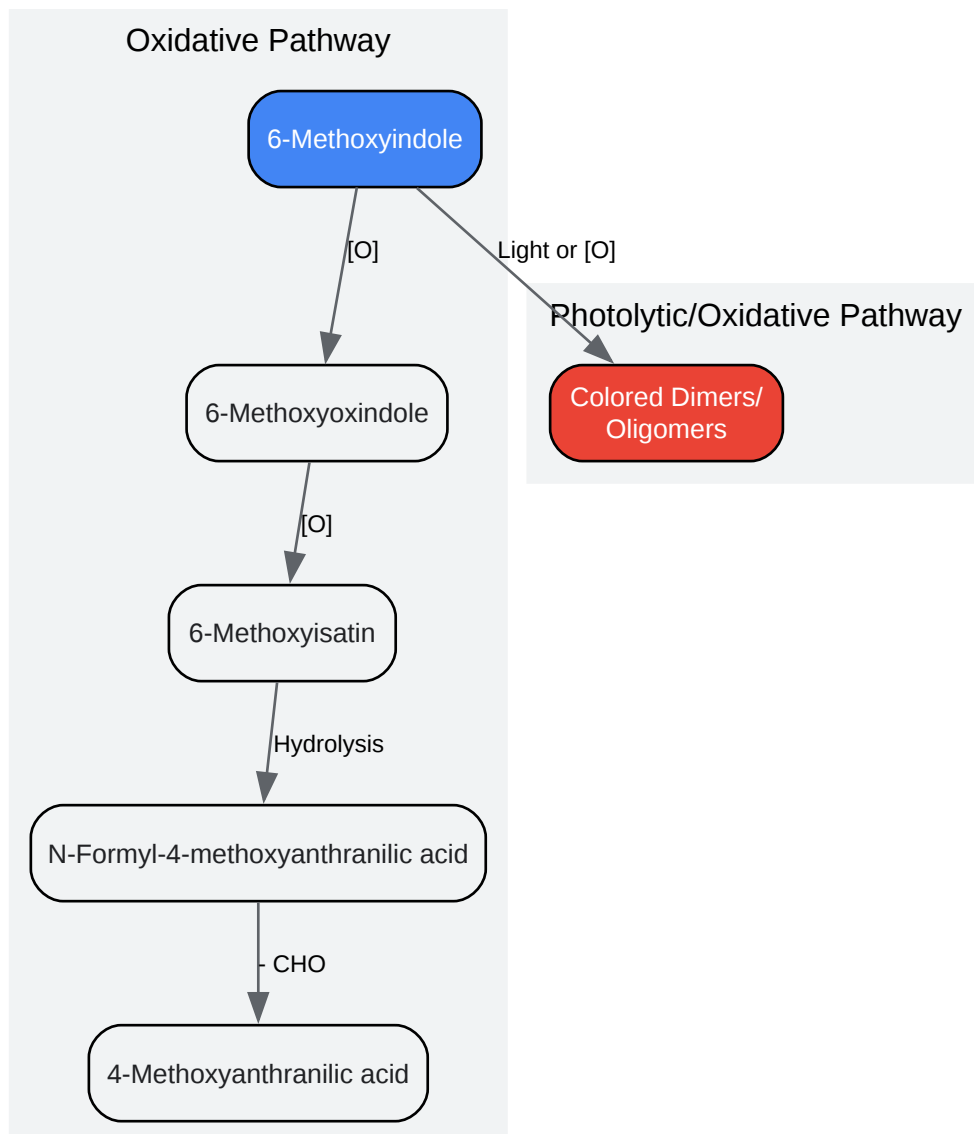 Oxidative Pathway
6-Methoxyindole
[O]
Light or [O]
Photolytic/Oxidative Pathway
6-Methoxyoxindole
Colored Dimers/
Oligomers
[O]
6-Methoxyisatin
Hydrolysis
N-Formyl-4-methoxyanthranilic acid
- CHO
4-Methoxyanthranilic acid